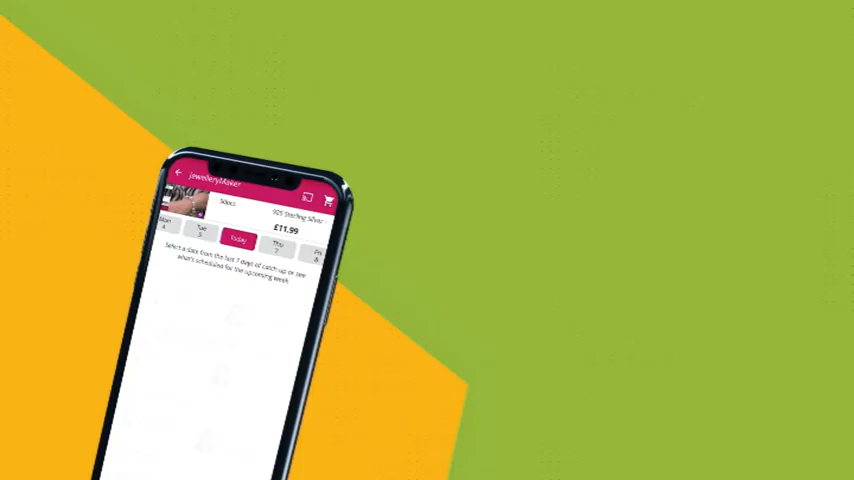 JewelleryMaker
50pcs
925 Sterling Silver
£11.99
Mon Tue Today Thu Fri
4 5 7 8
Select a date from the last 7 days of catch-up or see
what's scheduled for the upcoming week.